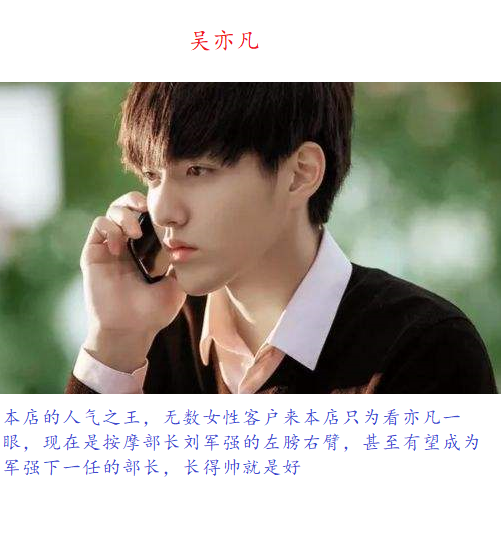 吴亦凡
本店的人气之王，无数女性客户来本店只为看亦凡一
眼，现在是按摩部长刘军强的左膀右臂，甚至有望成为
军强下一任的部长，长得帅就是好